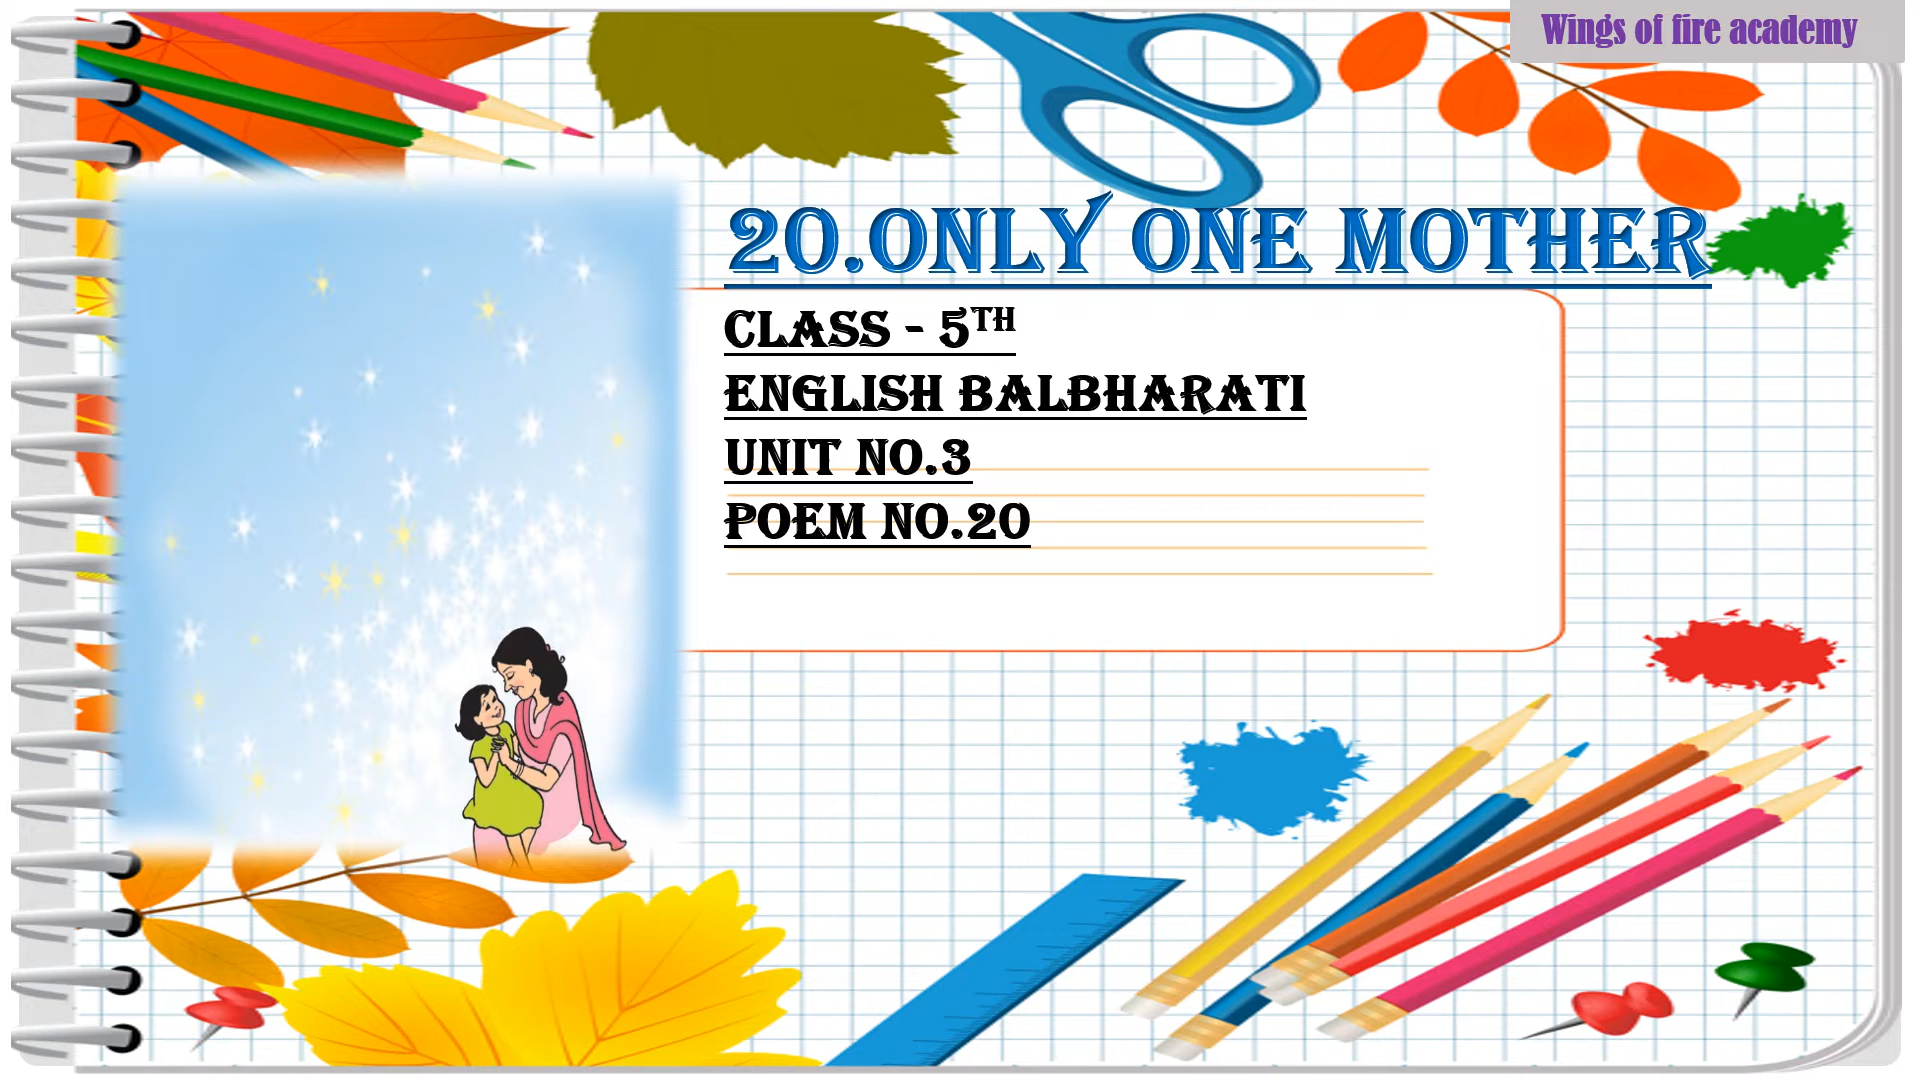 Wings of fire academy
20.ONLY ONE MOTHER
CLASS - 5TH
ENGLISH BALBHARATI
UNIT NO.3
POEM NO.20